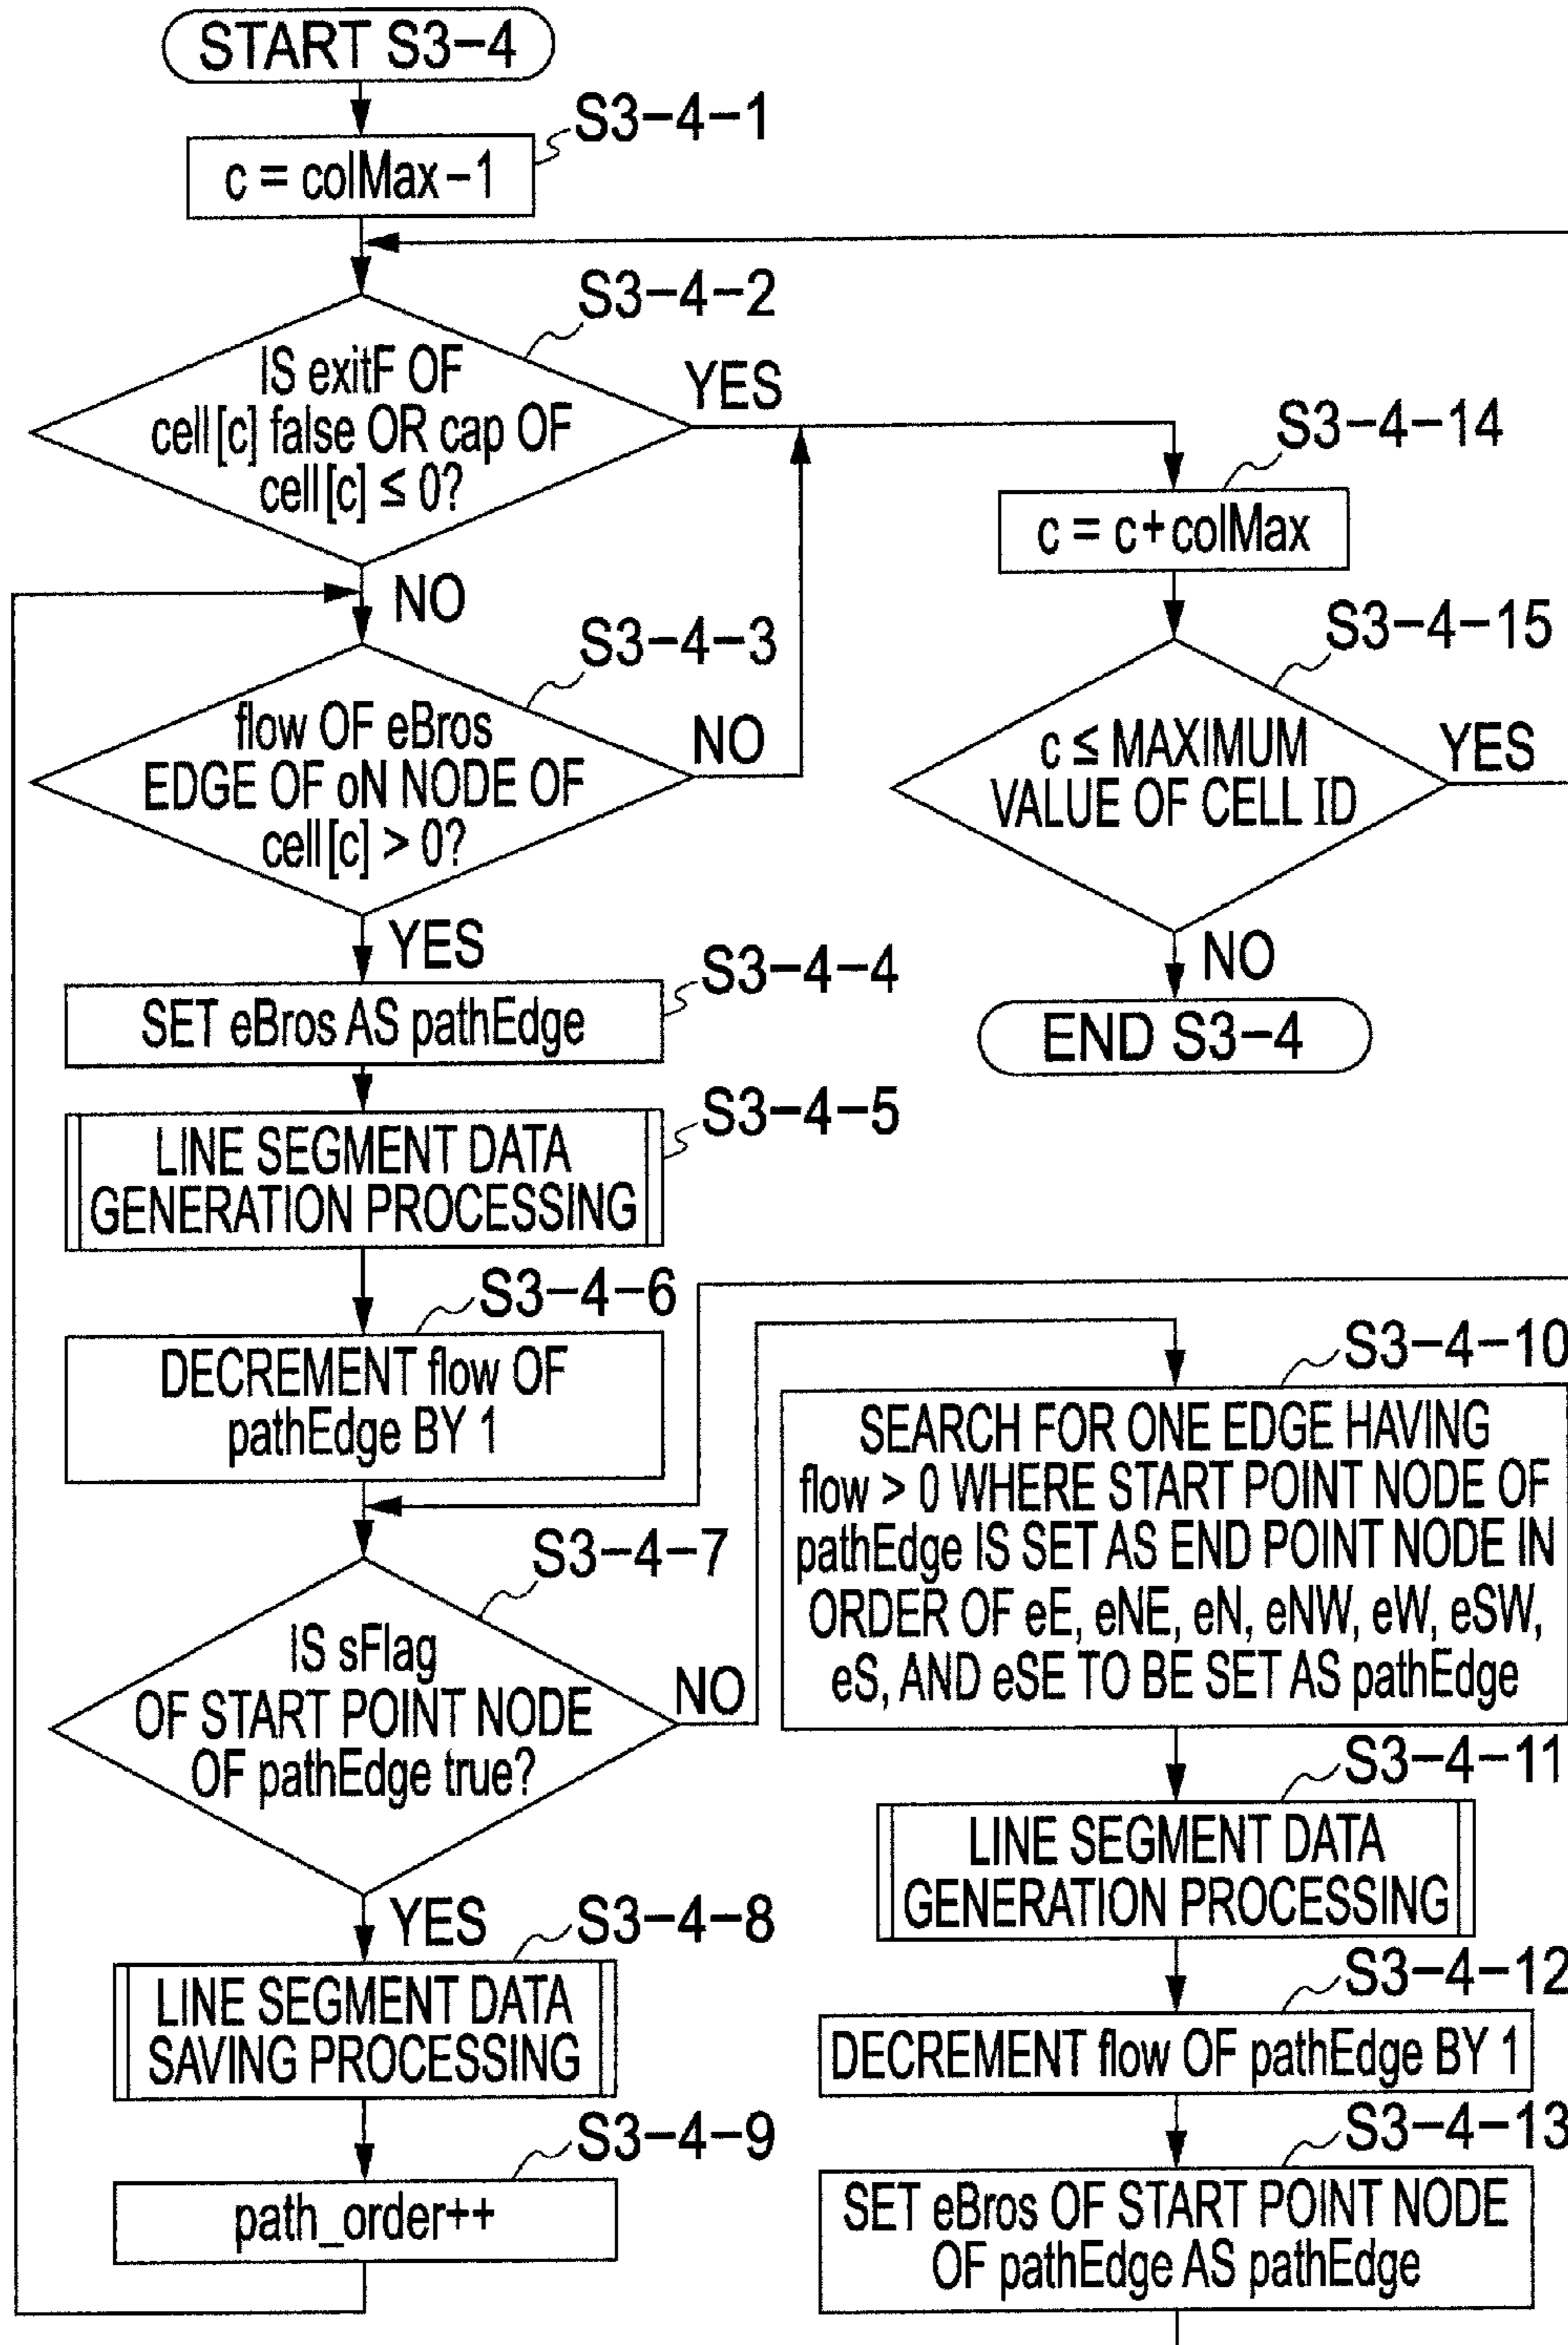 START S3-4
S3-4-1
c = colMax-1
S3-4-2
IS exitF OF
cell[c] false OR cap OF
cell[c] ≤ 0?
YES
NO
S3-4-3
flow OF eBros
EDGE OF oN NODE OF
cell[c] > 0?
NO
YES
S3-4-4
SET eBros AS pathEdge
S3-4-5
LINE SEGMENT DATA
GENERATION PROCESSING
S3-4-6
DECREMENT flow OF
pathEdge BY 1
S3-4-7
IS sFlag
OF START POINT NODE
OF pathEdge true?
NO
YES
S3-4-8
LINE SEGMENT DATA
SAVING PROCESSING
S3-4-9
path_order++
S3-4-14
c = c+colMax
S3-4-15
c ≤ MAXIMUM
VALUE OF CELL ID
YES
NO
END S3-4
S3-4-10
SEARCH FOR ONE EDGE HAVING
flow > 0 WHERE START POINT NODE OF
pathEdge IS SET AS END POINT NODE IN
ORDER OF eE, eNE, eN, eNW, eW, eSW,
eS, AND eSE TO BE SET AS pathEdge
S3-4-11
LINE SEGMENT DATA
GENERATION PROCESSING
S3-4-12
DECREMENT flow OF pathEdge BY 1
S3-4-13
SET eBros OF START POINT NODE
OF pathEdge AS pathEdge